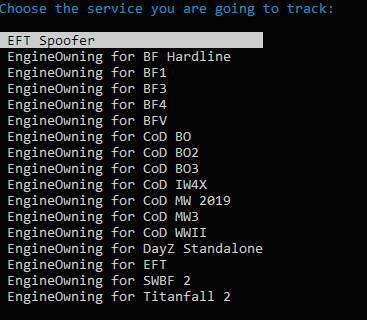 Choose the service you are going to track:
EFT Spoofer
EngineOwning for BF Hardline
EngineOwning for BF1
EngineOwning for BF3
EngineOwning for BF4
EngineOwning for BFV
EngineOwning for CoD BO
EngineOwning for CoD BO2
EngineOwning for CoD BO3
EngineOwning for CoD IW4X
EngineOwning for CoD MW 2019
EngineOwning for CoD MW3
EngineOwning for CoD WWII
EngineOwning for DayZ Standalone
EngineOwning for EFT
EngineOwning for SWBF 2
EngineOwning for Titanfall 2